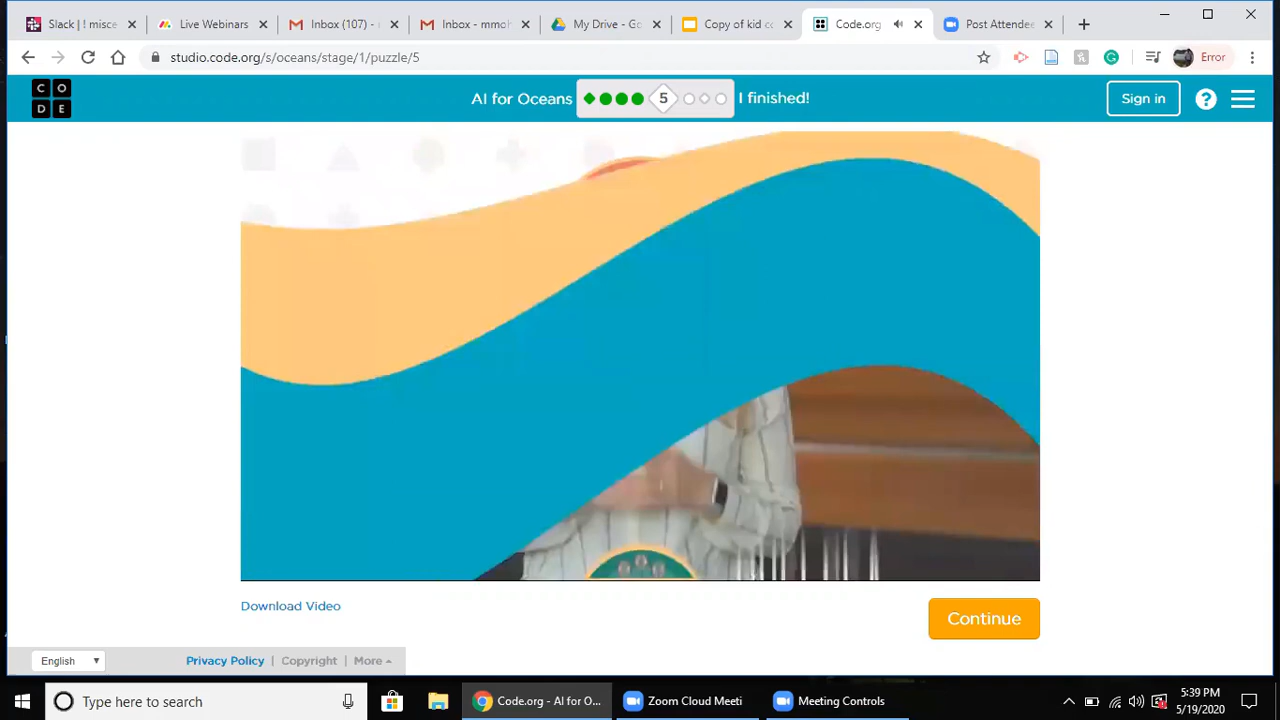 Slack | ! misce
Live Webinars
Inbox (107) -
Inbox - mmoh
My Drive - Go
Copy of kid co
Code.org
Post Attendee
studio.code.org/s/oceans/stage/1/puzzle/5
Error
CODE
AI for Oceans
5
I finished!
Sign in
?
Download Video
Continue
English
Privacy Policy | Copyright | More
Type here to search
Code.org - AI for O...
Zoom Cloud Meeti
Meeting Controls
5:39 PM
5/19/2020